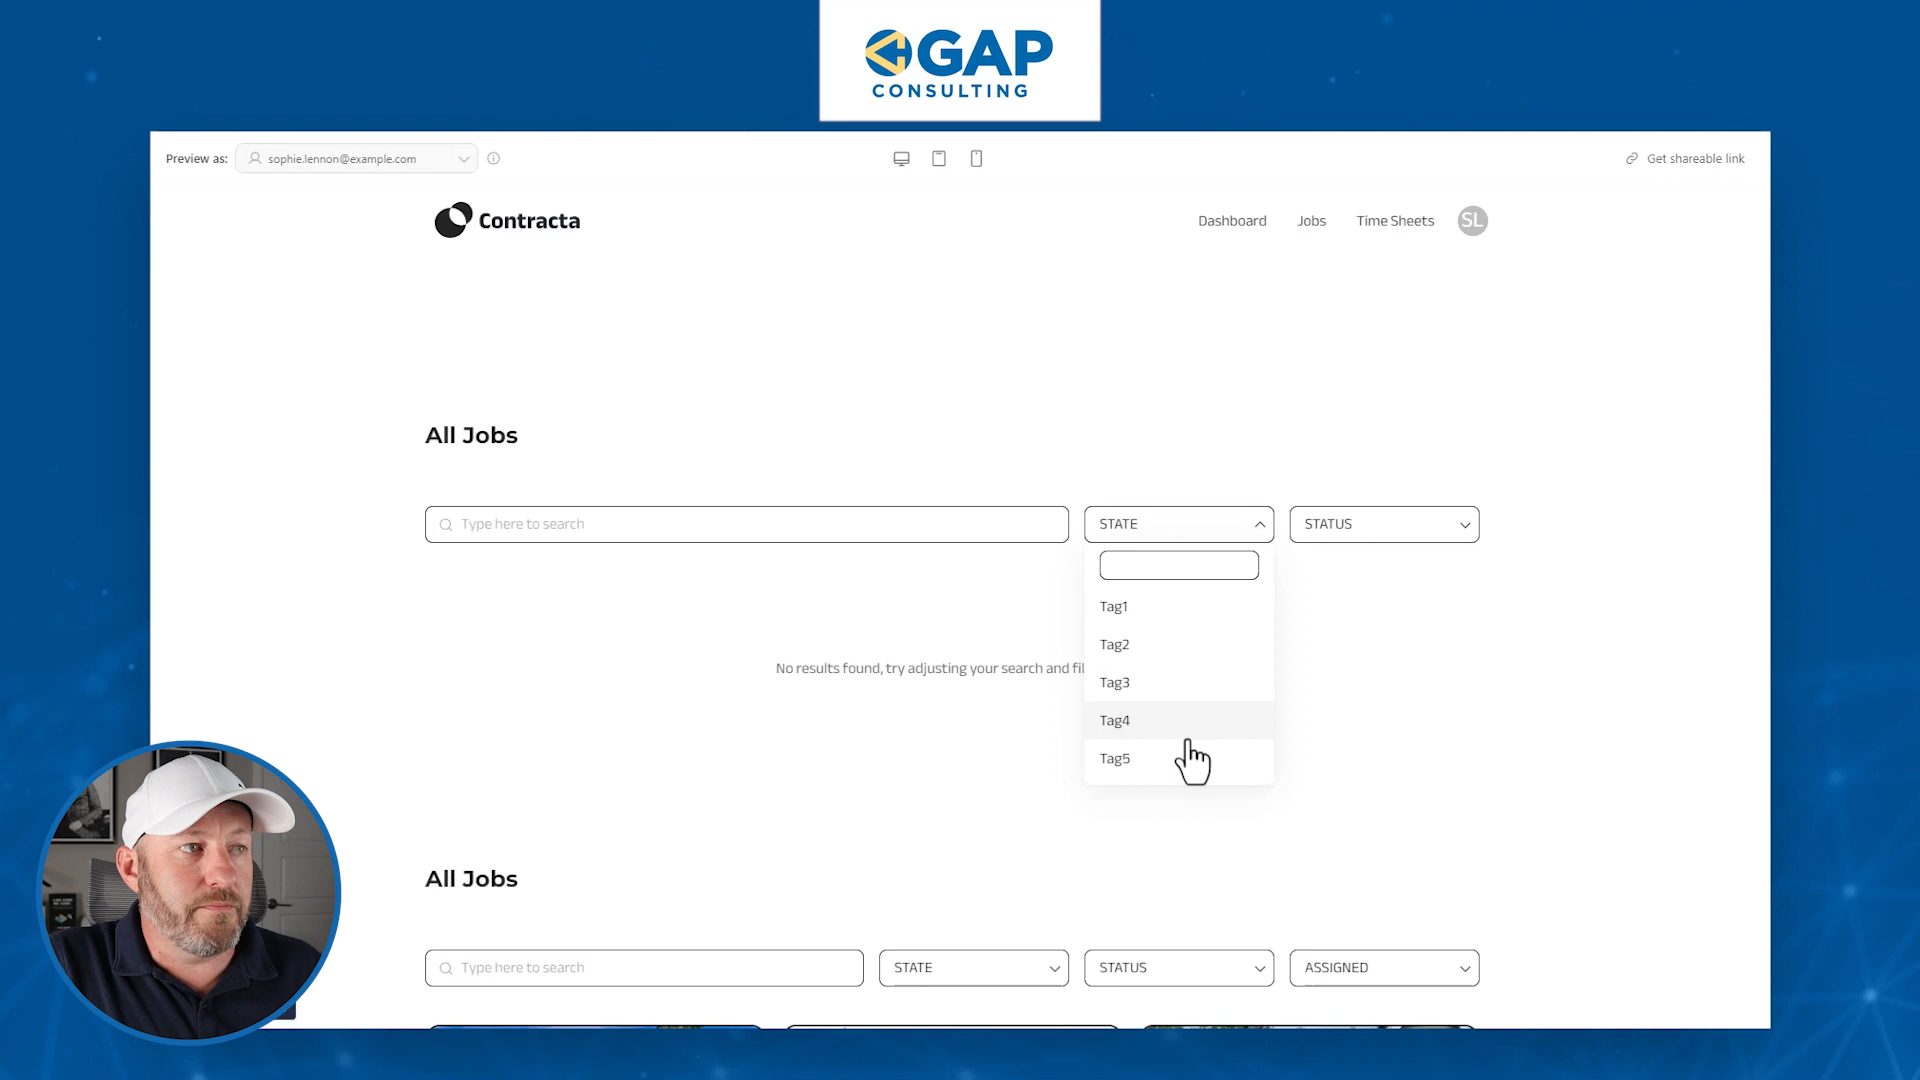 GAP
CONSULTING
Preview as: sophie.lennon@example.com
Get shareable link
Contracta
Dashboard Jobs Time Sheets SL
All Jobs
Type here to search STATE STATUS
Tag1
Tag2
No results found, try adjusting your search and fil
Tag3
Tag4
Tag5
All Jobs
Type here to search STATE STATUS ASSIGNED